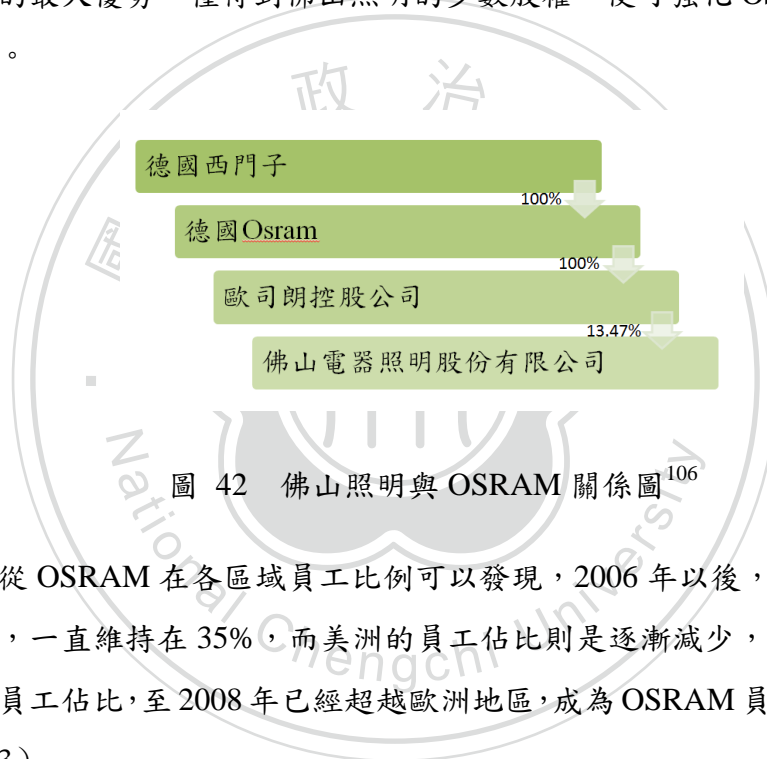 的最大優勢，僅得到佛山照明的少數股權，便可強化
。
政 治
德國西門子
100%
德國Osram
100%
歐司朗控股公司
13.47%
佛山電器照明股份有限公司
圖 42 佛山照明與 OSRAM 關係圖106
從 OSRAM 在各區域員工比例可以發現，2006 年以後，
，一直維持在 35%，而美洲的員工佔比則是逐漸減少，
員工佔比，至 2008 年已經超越歐洲地區，成為 OSRAM 員
National Chengchi University